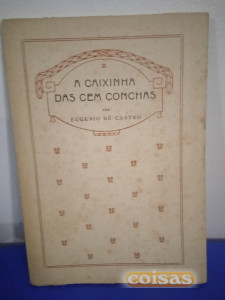 A CAIXINHA
DAS CEM CONCHAS
POR
EUGENIO DE CASTRO
coisas